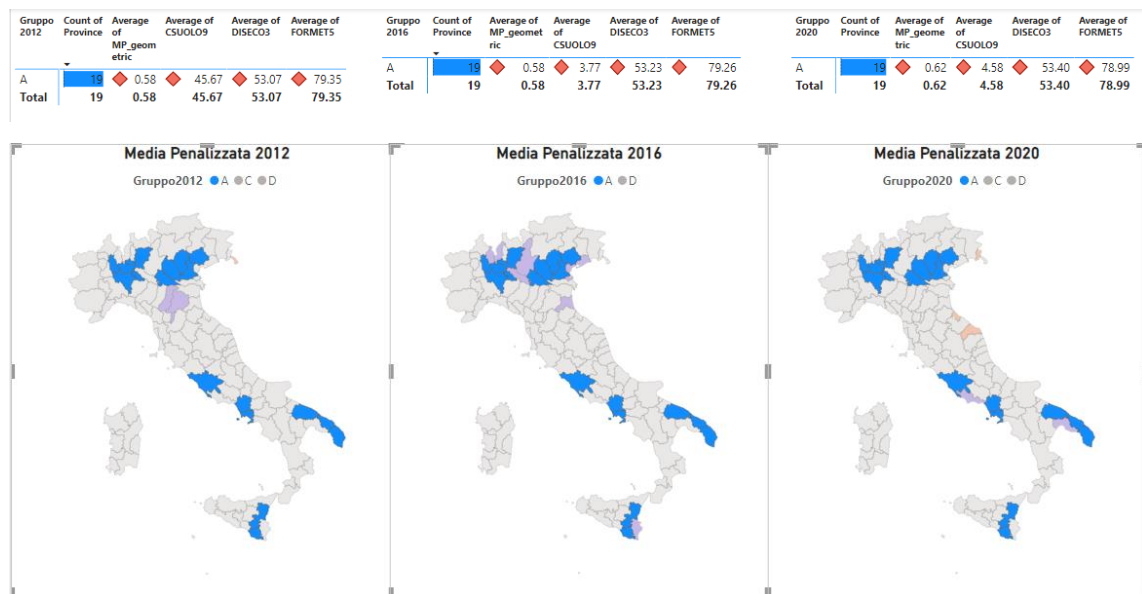 Gruppo 2012 Count of Province Average of MP_geometric Average of CSUOLO9 Average of DISECO3 Average of FORMET5
A 19 0.58 45.67 53.07 79.35
Total 19 0.58 45.67 53.07 79.35
Gruppo 2016 Count of Province Average of MP_geometric Average of CSUOLO9 Average of DISECO3 Average of FORMET5
A 19 0.58 3.77 53.23 79.26
Total 19 0.58 3.77 53.23 79.26
Gruppo 2020 Count of Province Average of MP_geometric Average of CSUOLO9 Average of DISECO3 Average of FORMET5
A 19 0.62 4.58 53.40 78.99
Total 19 0.62 4.58 53.40 78.99
Media Penalizzata 2012
Gruppo2012 A C D
Media Penalizzata 2016
Gruppo2016 A D
Media Penalizzata 2020
Gruppo2020 A C D